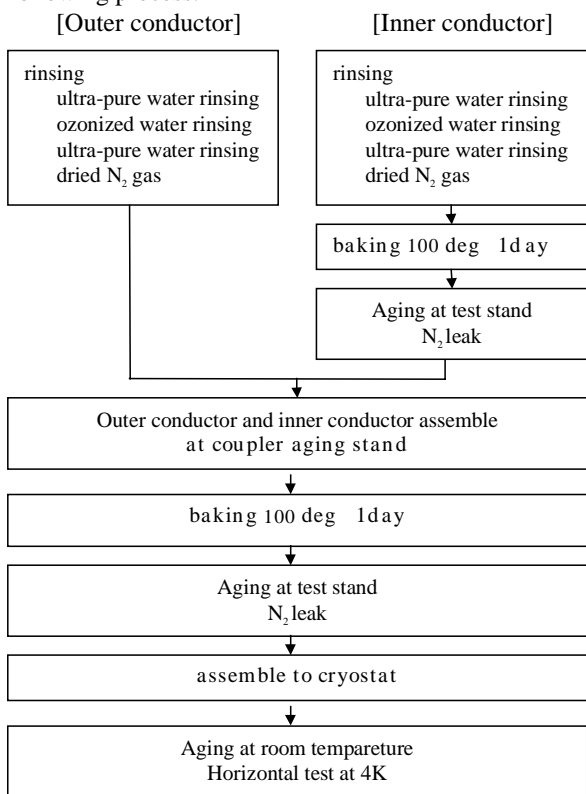 [Outer conductor]
[Inner conductor]
rinsing
ultra-pure water rinsing
ozonized water rinsing
ultra-pure water rinsing
dried N₂ gas
rinsing
ultra-pure water rinsing
ozonized water rinsing
ultra-pure water rinsing
dried N₂ gas
baking 100 deg 1day
Aging at test stand
N₂ leak
Outer conductor and inner conductor assemble
at coupler aging stand
baking 100 deg 1day
Aging at test stand
N₂ leak
assemble to cryostat
Aging at room tempareture
Horizontal test at 4K